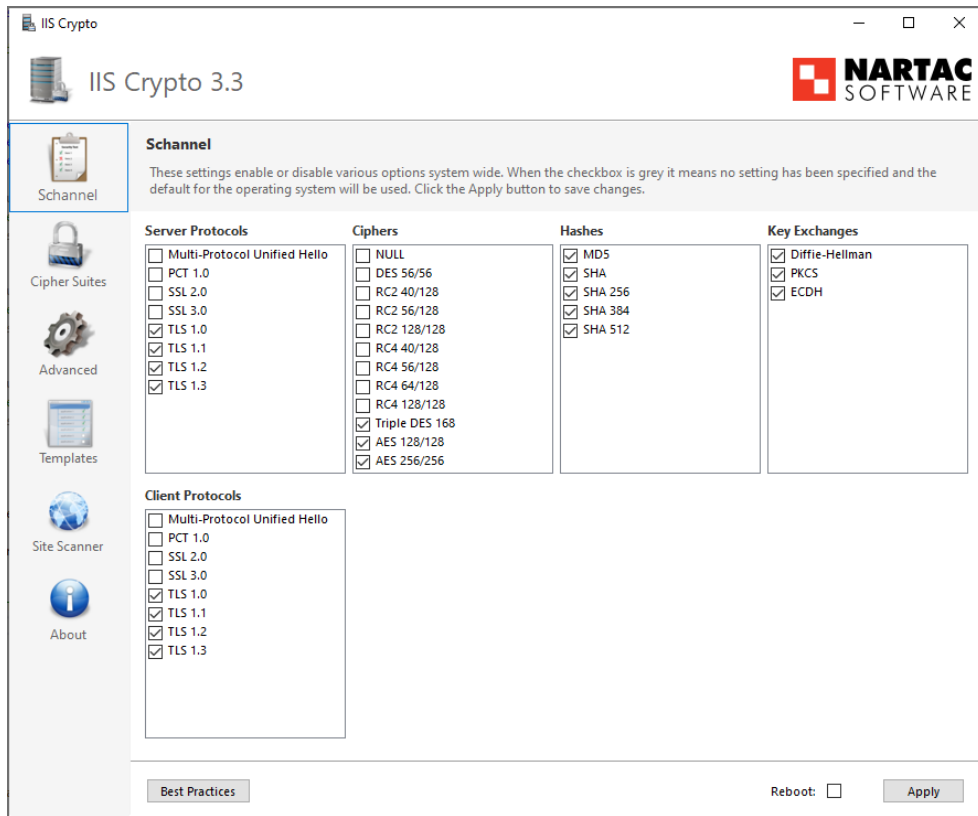 IIS Crypto
IIS Crypto 3.3
NARTAC
SOFTWARE
Schannel
Cipher Suites
Advanced
Templates
Site Scanner
About
Schannel
These settings enable or disable various options system wide. When the checkbox is grey it means no setting has been specified and the
default for the operating system will be used. Click the Apply button to save changes.
Server Protocols
Multi-Protocol Unified Hello
PCT 1.0
SSL 2.0
SSL 3.0
TLS 1.0
TLS 1.1
TLS 1.2
TLS 1.3
Ciphers
NULL
DES 56/56
RC2 40/128
RC2 56/128
RC2 128/128
RC4 40/128
RC4 56/128
RC4 64/128
RC4 128/128
Triple DES 168
AES 128/128
AES 256/256
Hashes
MD5
SHA
SHA 256
SHA 384
SHA 512
Key Exchanges
Diffie-Hellman
PKCS
ECDH
Client Protocols
Multi-Protocol Unified Hello
PCT 1.0
SSL 2.0
SSL 3.0
TLS 1.0
TLS 1.1
TLS 1.2
TLS 1.3
Best Practices
Reboot:
Apply